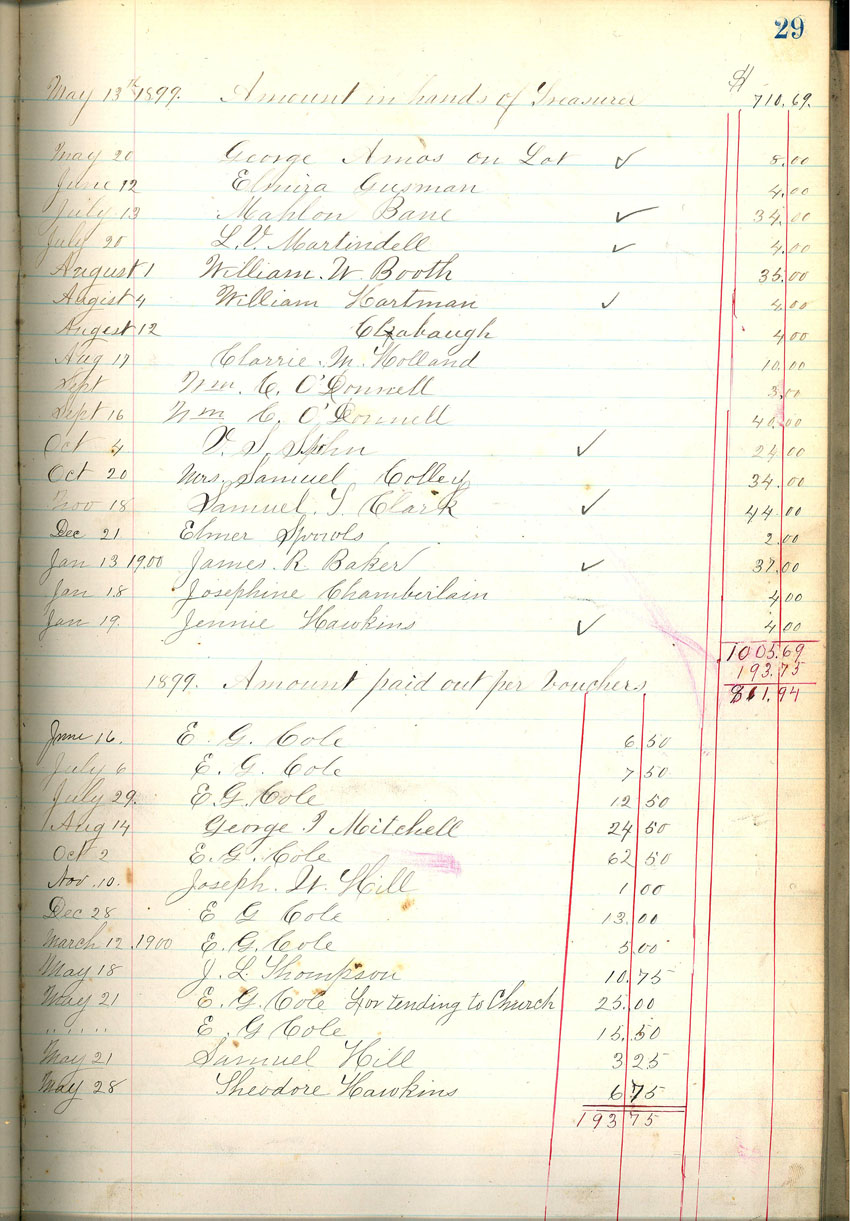 29
May 13th 1899. Amount in hands of Treasurer $ 710.69.
May 20 George Amos on Lot ✓ 8.00
June 12 Elmira Gusman 4.00
July 13 Mahlon Bane ✓ 34.00
July 20 L.V. Martindell ✓ 4.00
August 1 William. W. Booth 35.00
Augist 4 William Hartman ✓ 4.00
August 12 Clzabaugh 4.00
Aug 17 Clarrie. M. Holland 10.00
Sept Wm. C. O'Donnell 3.00
Sept 16 Wm C. O'Donnell 40.00
Oct 4 V. S. Sphn ✓ 24.00
Oct 20 Mrs. Samuel Colley 34.00
Nov 18 Samuel. S. Clark ✓ 44.00
Dec 21 Elmer Sprowls 2.00
Jan 13 1900 James. R Baker ✓ 37.00
Jan 18 Josephine Chamberlain 4.00
Jan 19. Jennie Hawkins ✓ 4.00
1005.69
193.75
1899. Amount paid out per Vouchers 811.94
June 16. E. G. Cole 6 50
July 6 E. G. Cole 7 50
July 29. E.G. Cole 12 50
Aug 14 George I Mitchell 24 50
Oct 2 E. G. Cole 62 50
Nov. 10. Joseph. W. Hill 1 00
Dec 28 E G Cole 13.00
March 12. 1900 E. G. Cole 5.00
May 18 J. L. Thompson 10.75
May 21 E. G. Cole For tending to Church 25.00
" " " E. G Cole 15.50
May 21 Samuel Hill 3 25
May 28 Theodore Hawkins 6 75
193 75